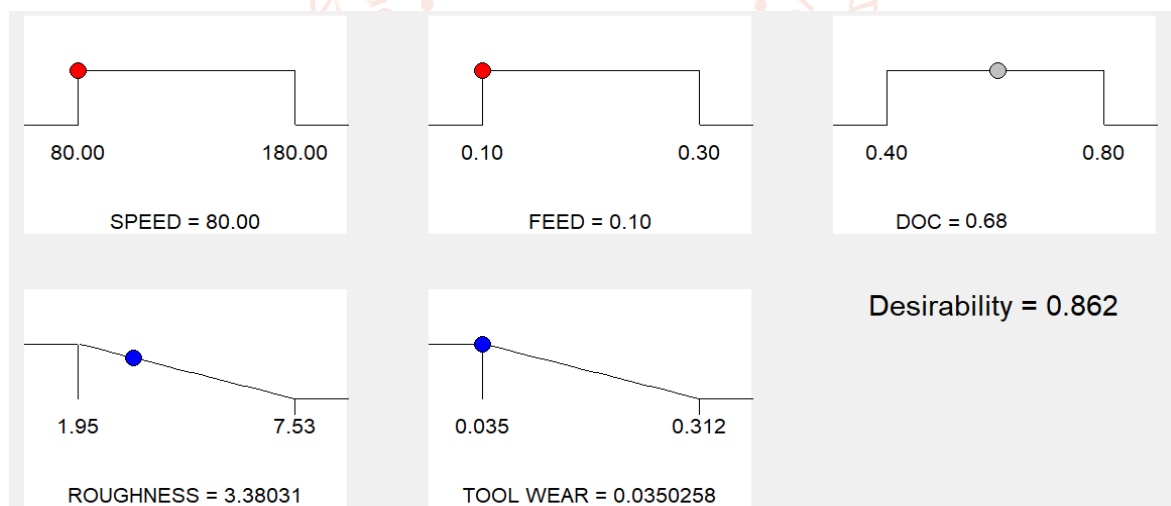 80.00 180.00
SPEED = 80.00
0.10 0.30
FEED = 0.10
0.40 0.80
DOC = 0.68
1.95 7.53
ROUGHNESS = 3.38031
0.035 0.312
TOOL WEAR = 0.0350258
Desirability = 0.862